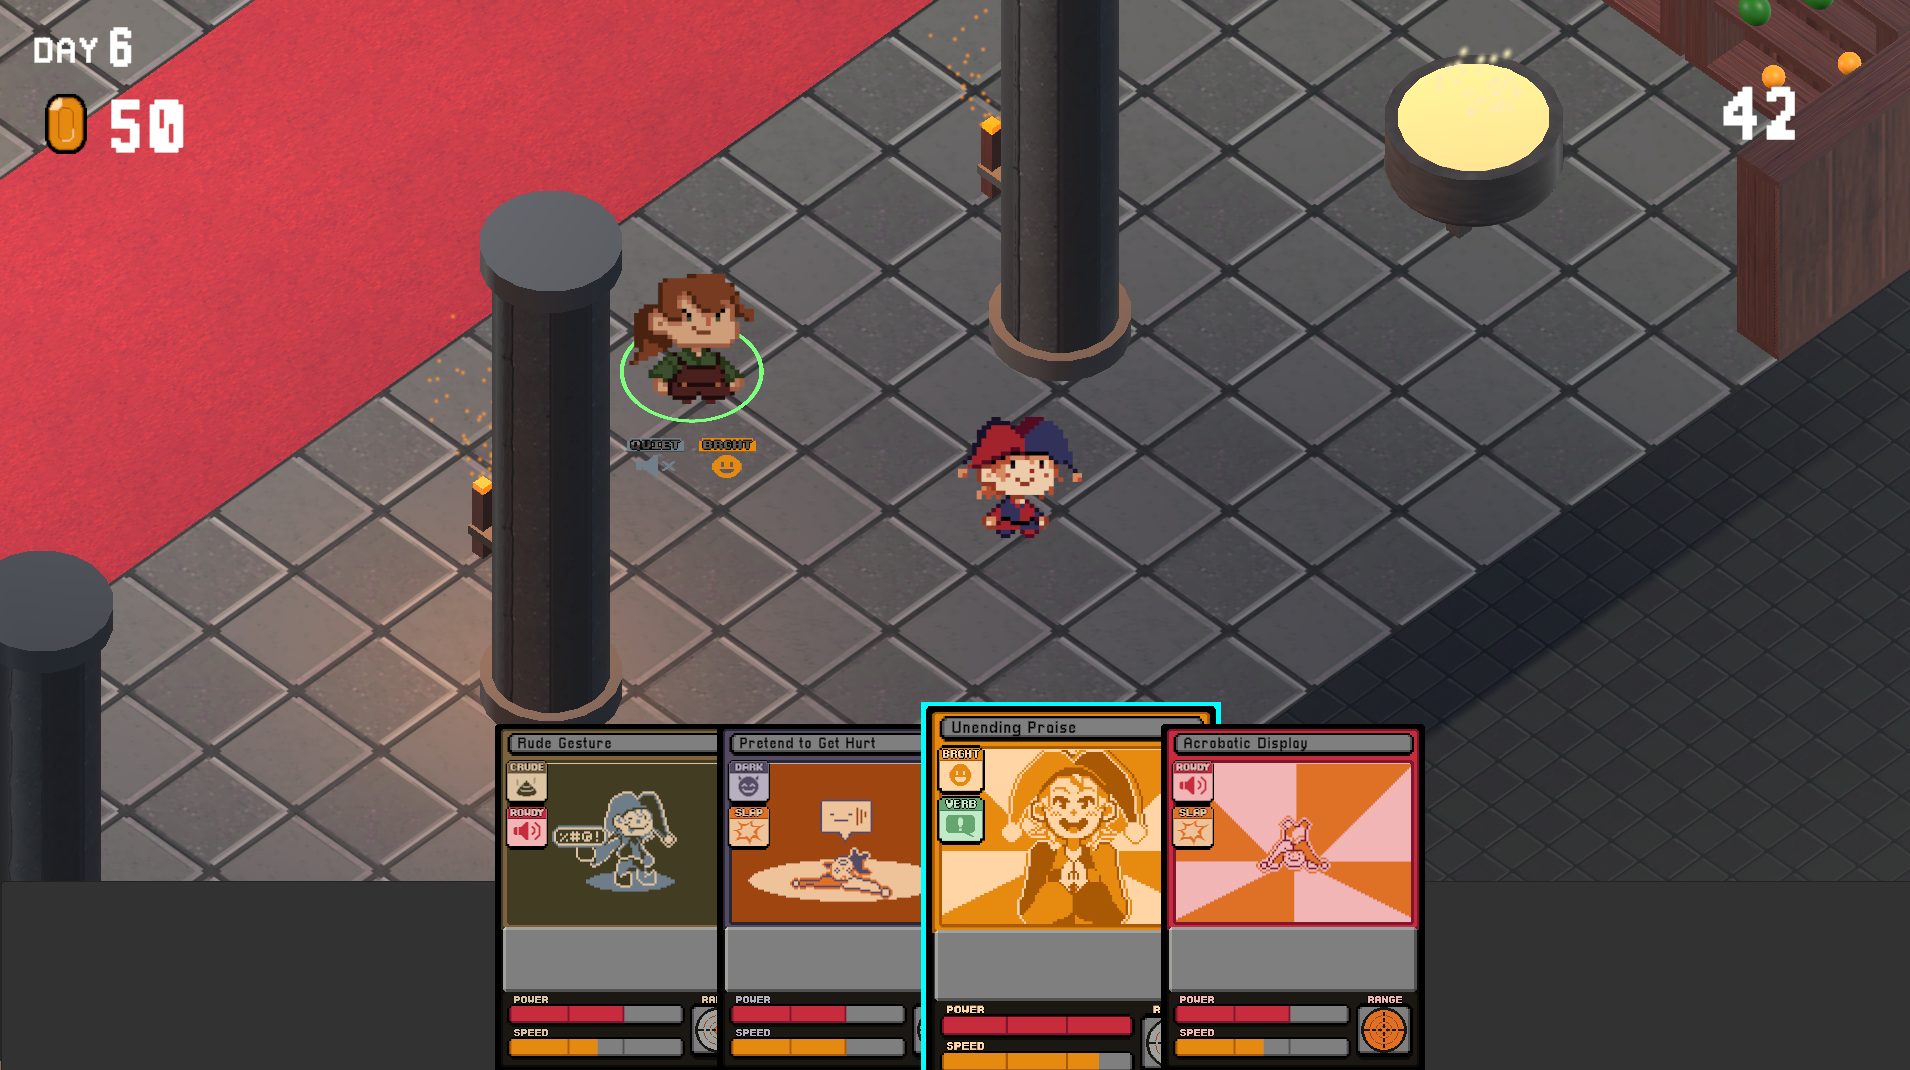 DAY 6
50
42
QUIET BRGHT
Rude Gesture
CRUDE
ROWDY
%#@!
POWER RA
SPEED
Pretend to Get Hurt
DARK
SLAP
POWER
SPEED
Unending Praise
BRGHT
VERB
POWER R
SPEED
Acrobatic Display
ROWDY
SLAP
POWER RANGE
SPEED